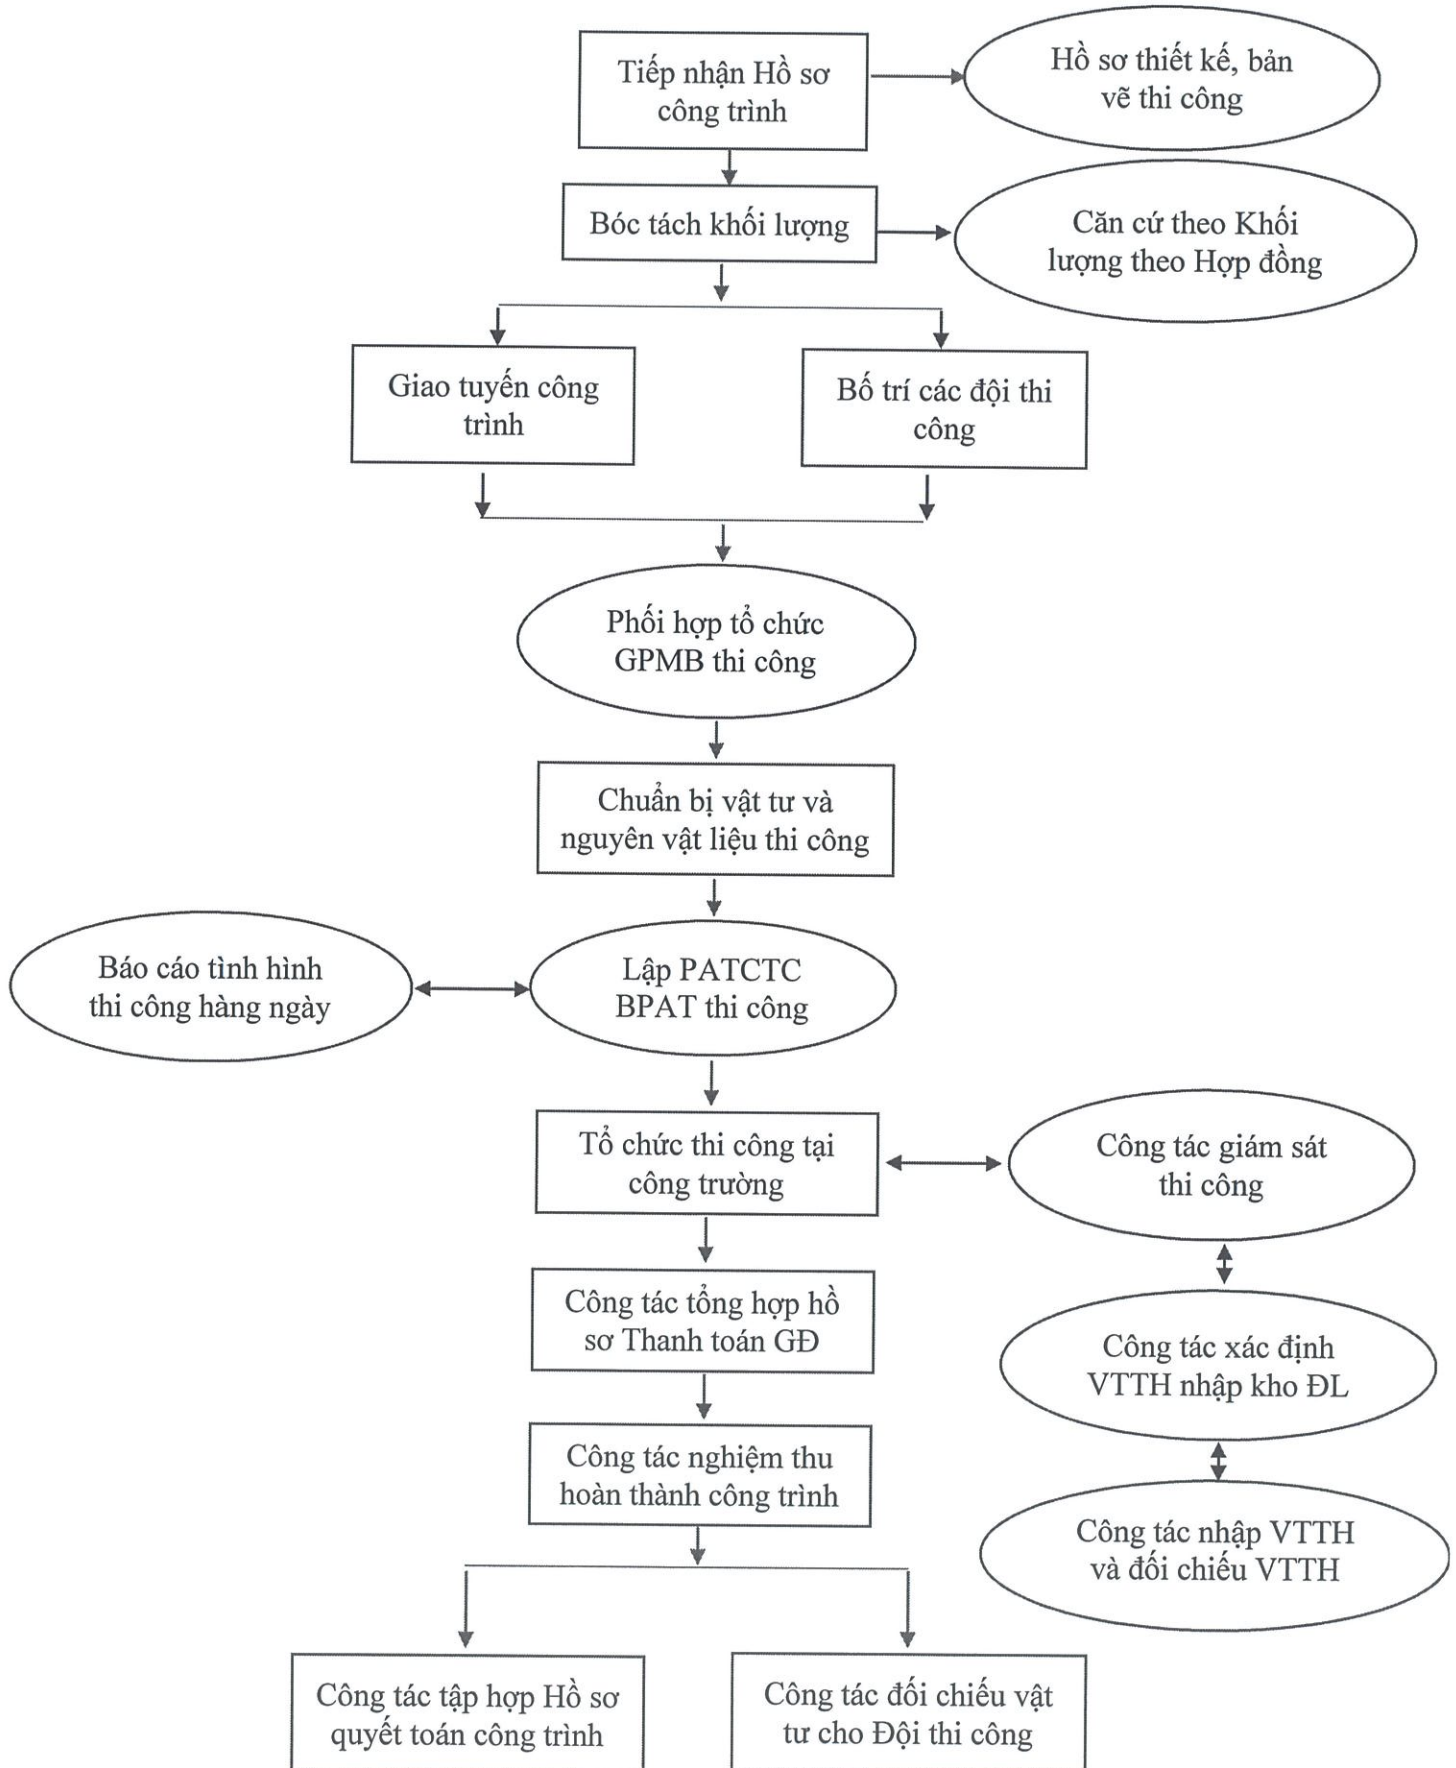 Tiếp nhận Hồ sơ
công trình
Hồ sơ thiết kế, bản
vẽ thi công
Bóc tách khối lượng
Căn cứ theo Khối
lượng theo Hợp đồng
Giao tuyến công
trình
Bố trí các đội thi
công
Phối hợp tổ chức
GPMB thi công
Chuẩn bị vật tư và
nguyên vật liệu thi công
Báo cáo tình hình
thi công hàng ngày
Lập PATCTC
BPAT thi công
Tổ chức thi công tại
công trường
Công tác giám sát
thi công
Công tác tổng hợp hồ
sơ Thanh toán GĐ
Công tác xác định
VTTH nhập kho ĐL
Công tác nghiệm thu
hoàn thành công trình
Công tác nhập VTTH
và đối chiếu VTTH
Công tác tập hợp Hồ sơ
quyết toán công trình
Công tác đối chiếu vật
tư cho Đội thi công